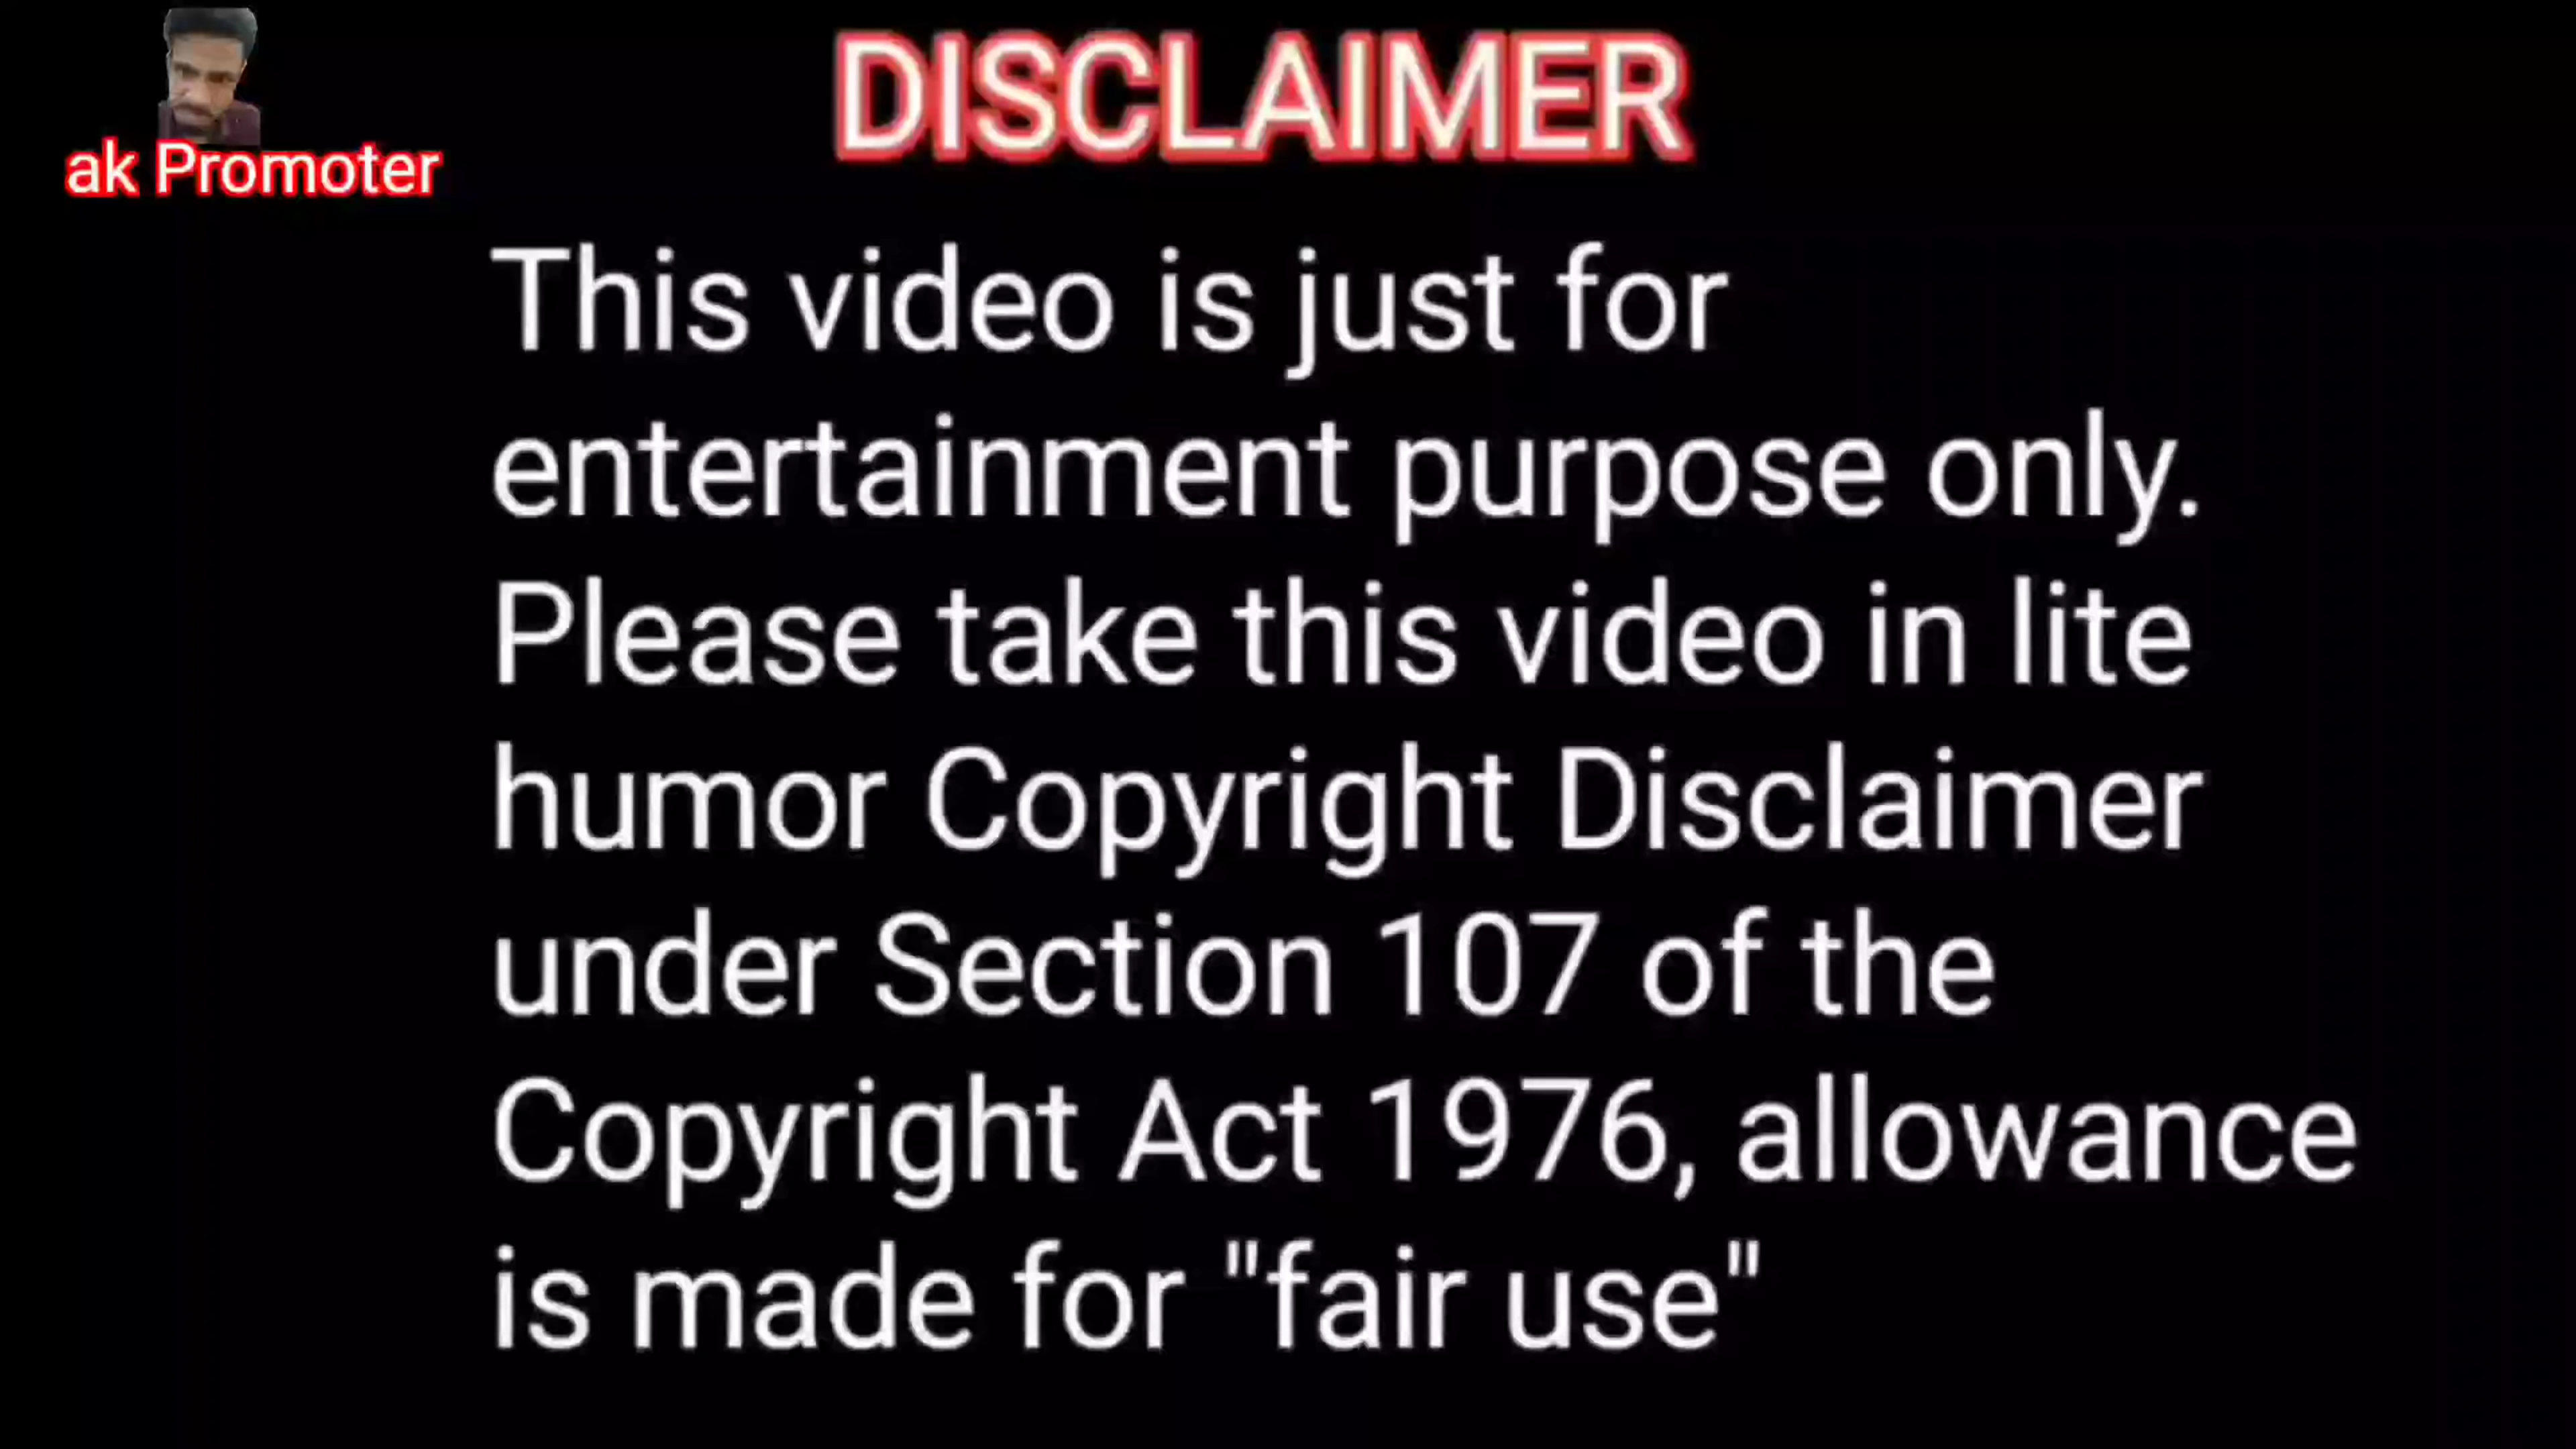 DISCLAIMER
ak Promoter
This video is just for
entertainment purpose only.
Please take this video in lite
humor Copyright Disclaimer
under Section 107 of the
Copyright Act 1976, allowance
is made for "fair use"